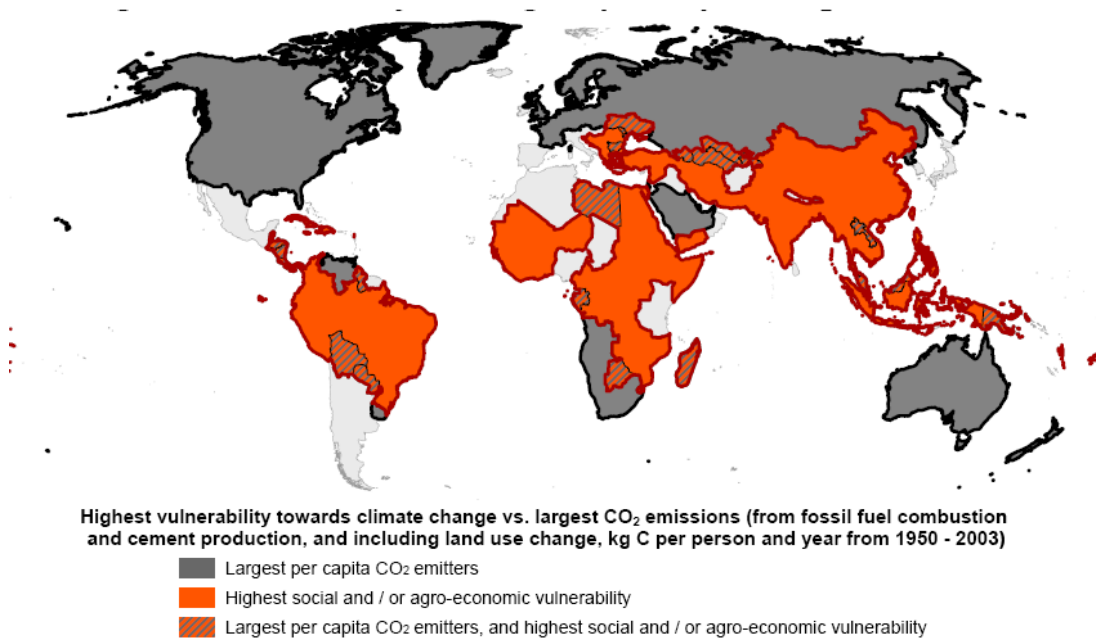 Highest vulnerability towards climate change vs. largest CO₂ emissions (from fossil fuel combustion
and cement production, and including land use change, kg C per person and year from 1950 - 2003)
Largest per capita CO₂ emitters
Highest social and / or agro-economic vulnerability
Largest per capita CO₂ emitters, and highest social and / or agro-economic vulnerability